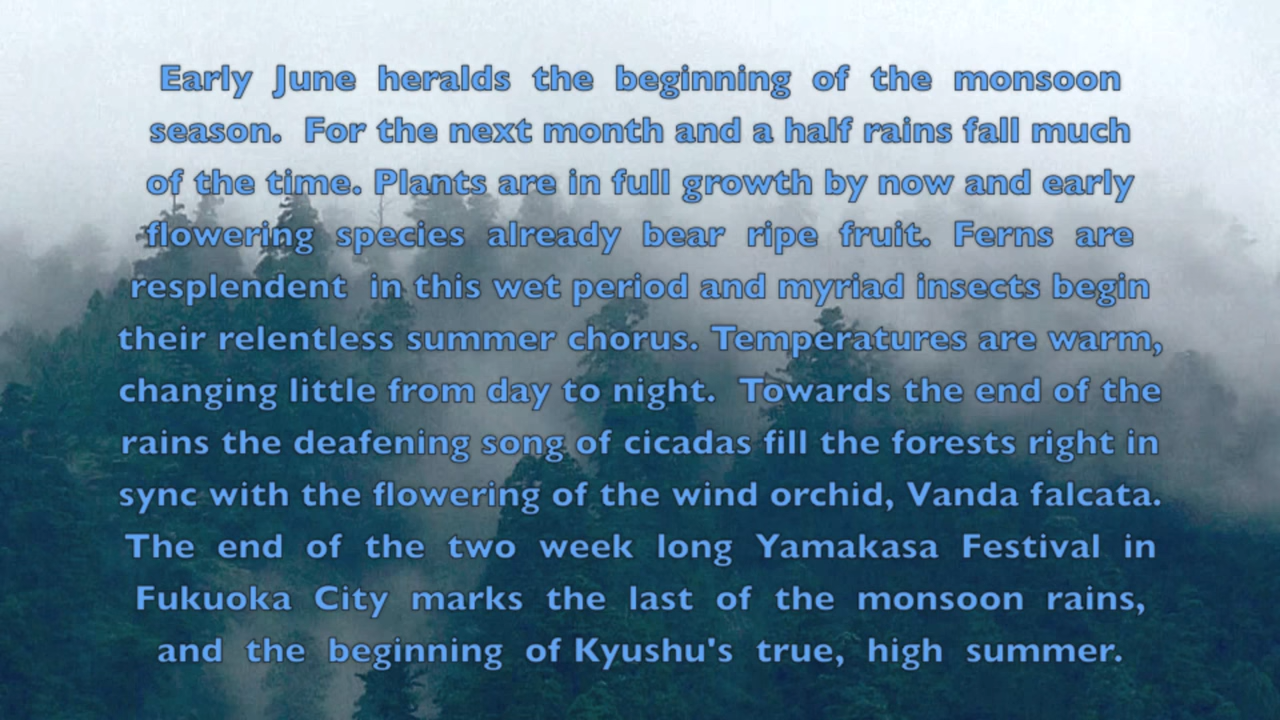 Early June heralds the beginning of the monsoon
season. For the next month and a half rains fall much
of the time. Plants are in full growth by now and early
flowering species already bear ripe fruit. Ferns are
resplendent in this wet period and myriad insects begin
their relentless summer chorus. Temperatures are warm,
changing little from day to night. Towards the end of the
rains the deafening song of cicadas fill the forests right in
sync with the flowering of the wind orchid, Vanda falcata.
The end of the two week long Yamakasa Festival in
Fukuoka City marks the last of the monsoon rains,
and the beginning of Kyushu's true, high summer.